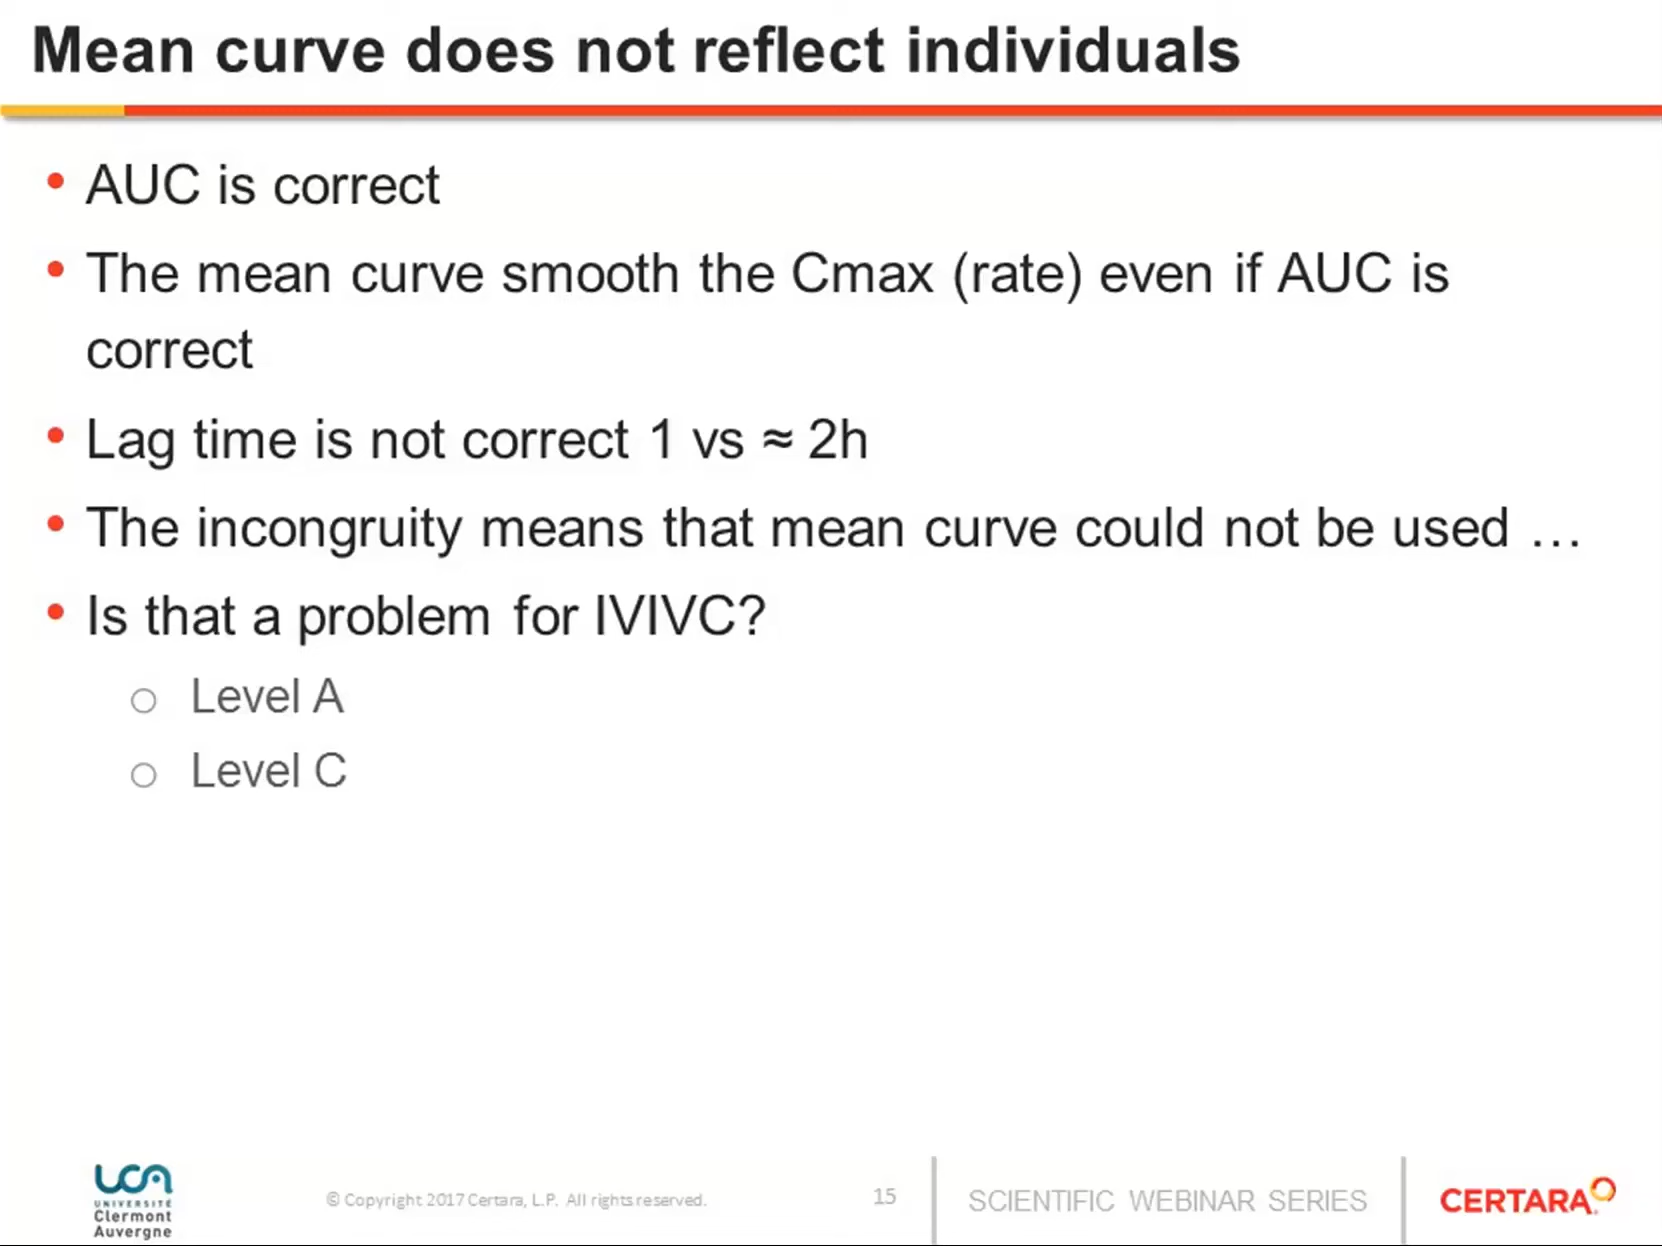 Mean curve does not reflect individuals
• AUC is correct
• The mean curve smooth the Cmax (rate) even if AUC is
correct
• Lag time is not correct 1 vs ≈ 2h
• The incongruity means that mean curve could not be used …
• Is that a problem for IVIVC?
o Level A
o Level C
UCA
UNIVERSITÉ
Clermont
Auvergne
© Copyright 2017 Certara, L.P. All rights reserved.
15
SCIENTIFIC WEBINAR SERIES
CERTARA